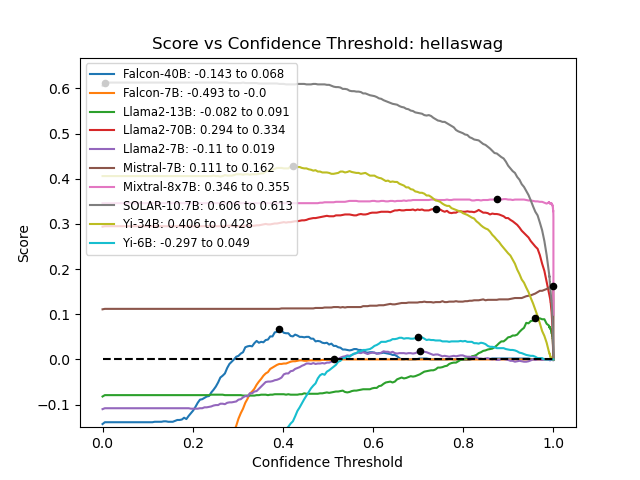 Score vs Confidence Threshold: hellaswag
Falcon-40B: -0.143 to 0.068
Falcon-7B: -0.493 to -0.0
Llama2-13B: -0.082 to 0.091
Llama2-70B: 0.294 to 0.334
Llama2-7B: -0.11 to 0.019
Mistral-7B: 0.111 to 0.162
Mixtral-8x7B: 0.346 to 0.355
SOLAR-10.7B: 0.606 to 0.613
Yi-34B: 0.406 to 0.428
Yi-6B: -0.297 to 0.049
Score
0.6
0.5
0.4
0.3
0.2
0.1
0.0
−0.1
0.0 0.2 0.4 0.6 0.8 1.0
Confidence Threshold